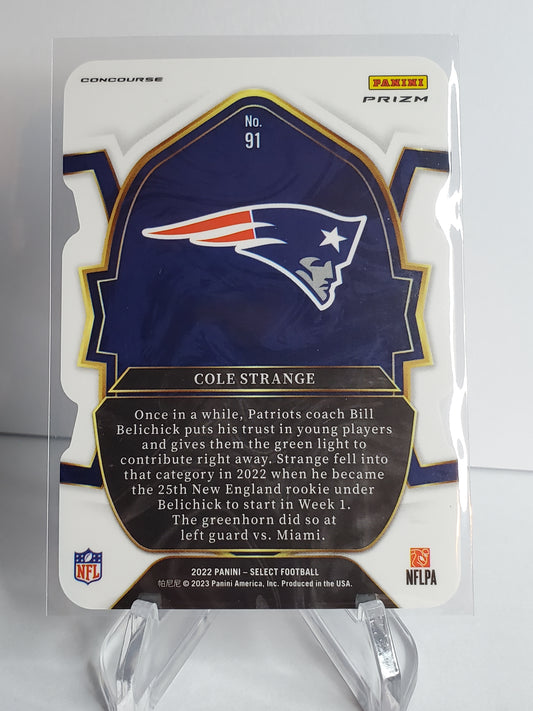 CONCOURSE
PANINI
PRIZM
No.
91
COLE STRANGE
Once in a while, Patriots coach Bill
Belichick puts his trust in young players
and gives them the green light to
contribute right away. Strange fell into
that category in 2022 when he became
the 25th New England rookie under
Belichick to start in Week 1.
The greenhorn did so at
left guard vs. Miami.
NFL
NFLPA
2022 PANINI – SELECT FOOTBALL
帕尼尼 © 2023 Panini America, Inc. Produced in the USA.